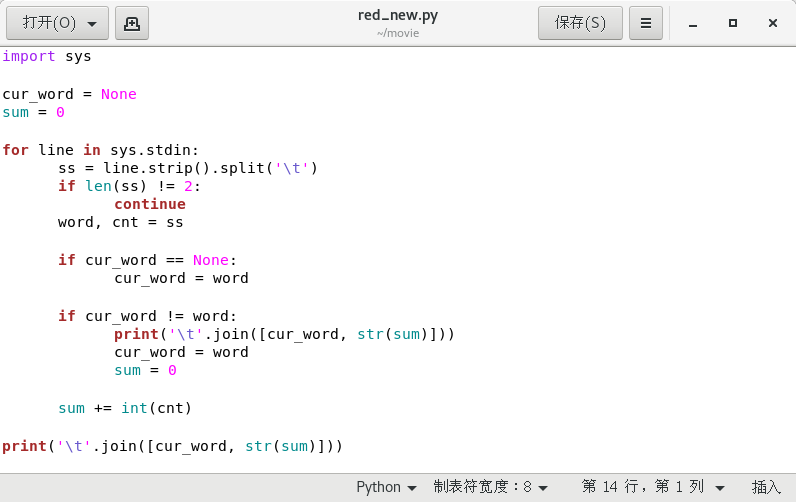 打开(O)
red_new.py
~/movie
保存(S)
import sys
cur_word = None
sum = 0
for line in sys.stdin:
ss = line.strip().split('\t')
if len(ss) != 2:
continue
word, cnt = ss
if cur_word == None:
cur_word = word
if cur_word != word:
print('\t'.join([cur_word, str(sum)]))
cur_word = word
sum = 0
sum += int(cnt)
print('\t'.join([cur_word, str(sum)]))
Python 制表符宽度：8 第 14 行，第 1 列 插入